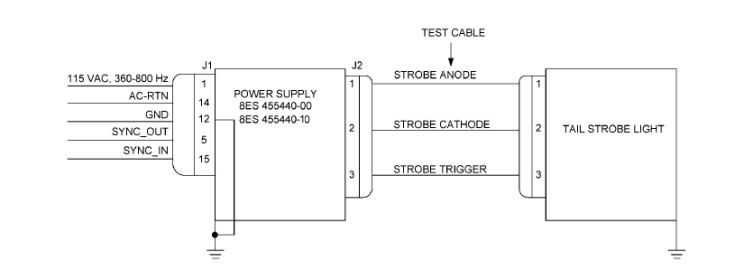 TEST CABLE
J1
J2
115 VAC, 360-800 Hz
1
AC-RTN
14
GND
12
SYNC_OUT
5
SYNC_IN
15
POWER SUPPLY
8ES 455440-00
8ES 455440-10
1
STROBE ANODE
1
2
STROBE CATHODE
2
3
STROBE TRIGGER
3
TAIL STROBE LIGHT